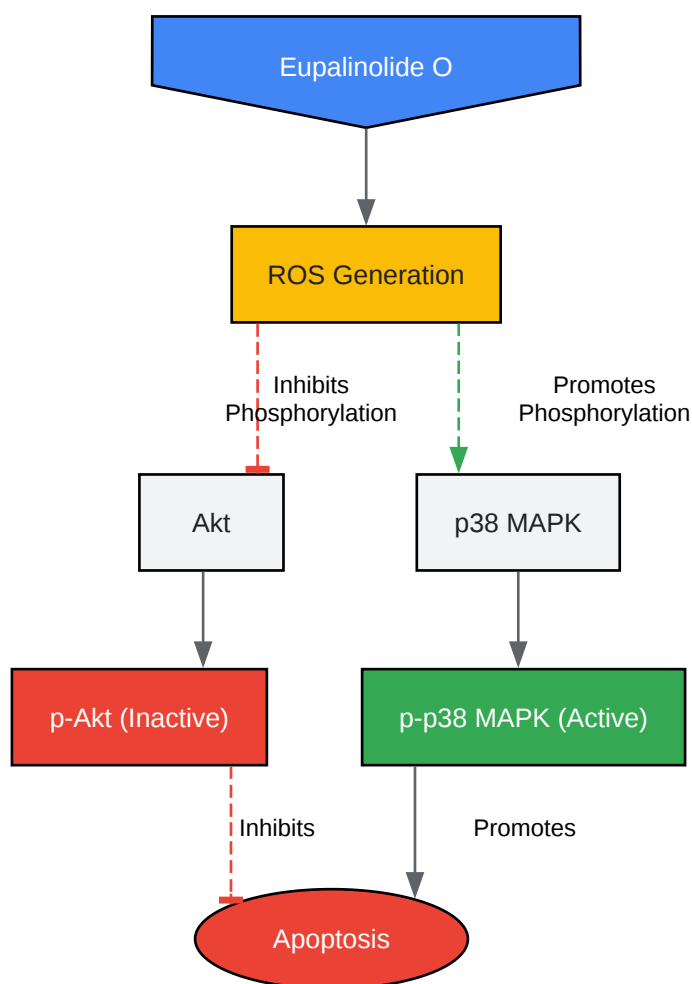 Eupalinolide O
ROS Generation
Inhibits
Phosphorylation
Promotes
Phosphorylation
Akt
p38 MAPK
p-Akt (Inactive)
p-p38 MAPK (Active)
Inhibits
Promotes
Apoptosis